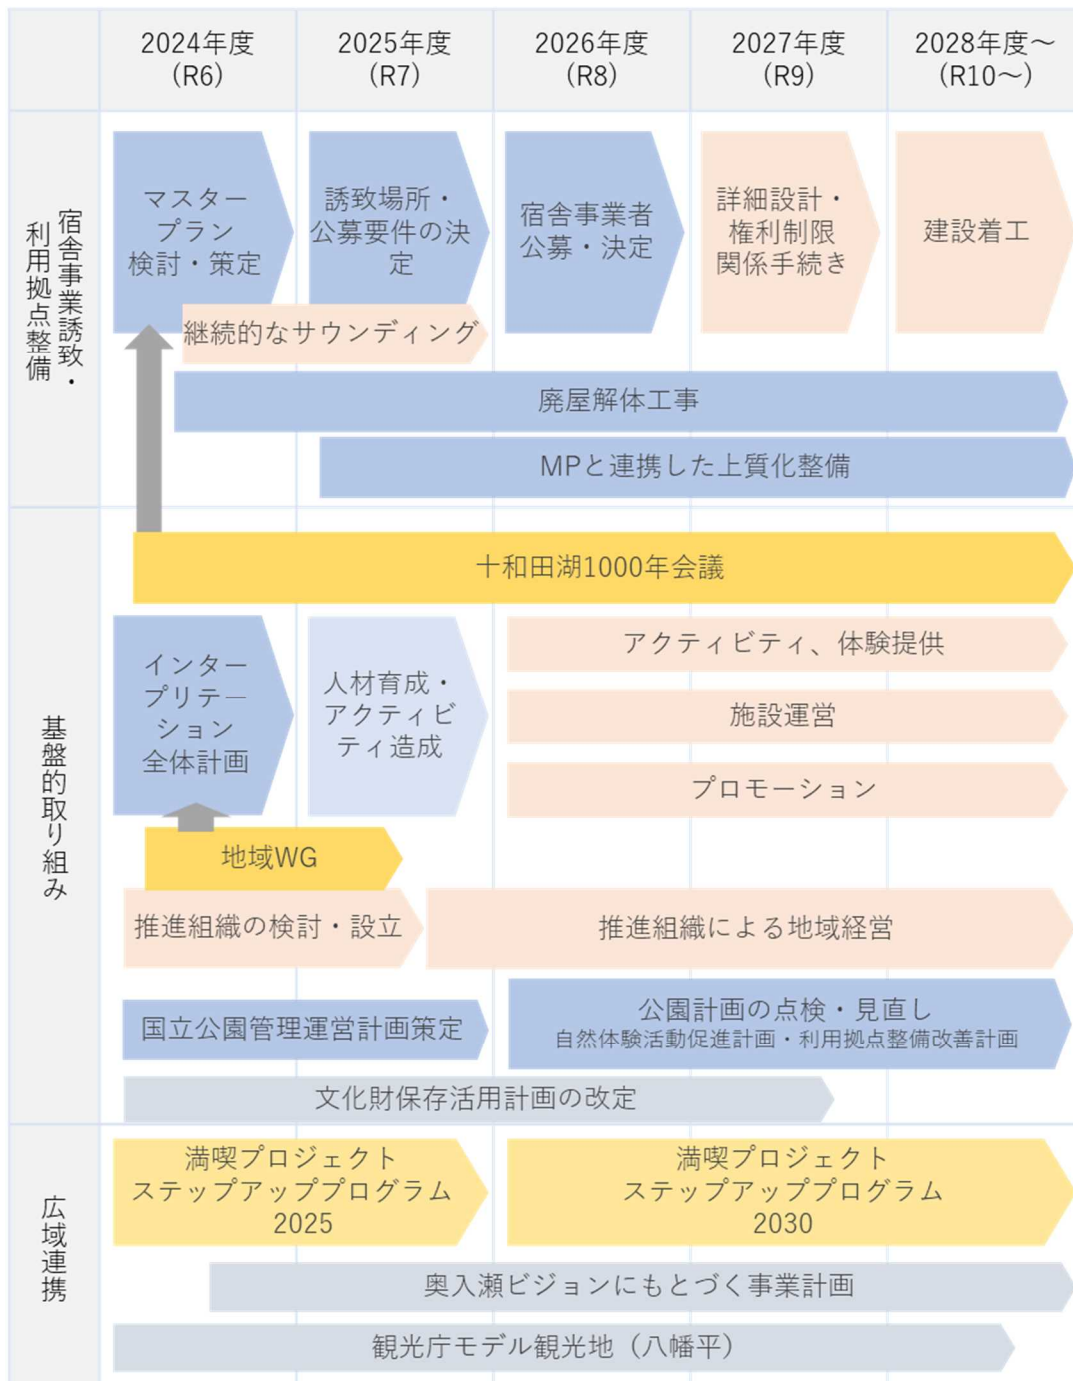 2024年度
(R6)
2025年度
(R7)
2026年度
(R8)
2027年度
(R9)
2028年度～
(R10～)
宿舎事業誘致・
利用拠点整備
マスター
プラン
検討・策定
誘致場所・
公募要件の決
定
宿舎事業者
公募・決定
詳細設計・
権利制限
関係手続き
建設着工
継続的なサウンディング
廃屋解体工事
MPと連携した上質化整備
基盤的取り組み
十和田湖1000年会議
インター
プリテー
ション
全体計画
人材育成・
アクティビ
ティ造成
アクティビティ、体験提供
施設運営
プロモーション
地域WG
推進組織の検討・設立
推進組織による地域経営
国立公園管理運営計画策定
公園計画の点検・見直し
自然体験活動促進計画・利用拠点整備改善計画
文化財保存活用計画の改定
広域連携
満喫プロジェクト
ステップアッププログラム
2025
満喫プロジェクト
ステップアッププログラム
2030
奥入瀬ビジョンにもとづく事業計画
観光庁モデル観光地（八幡平）